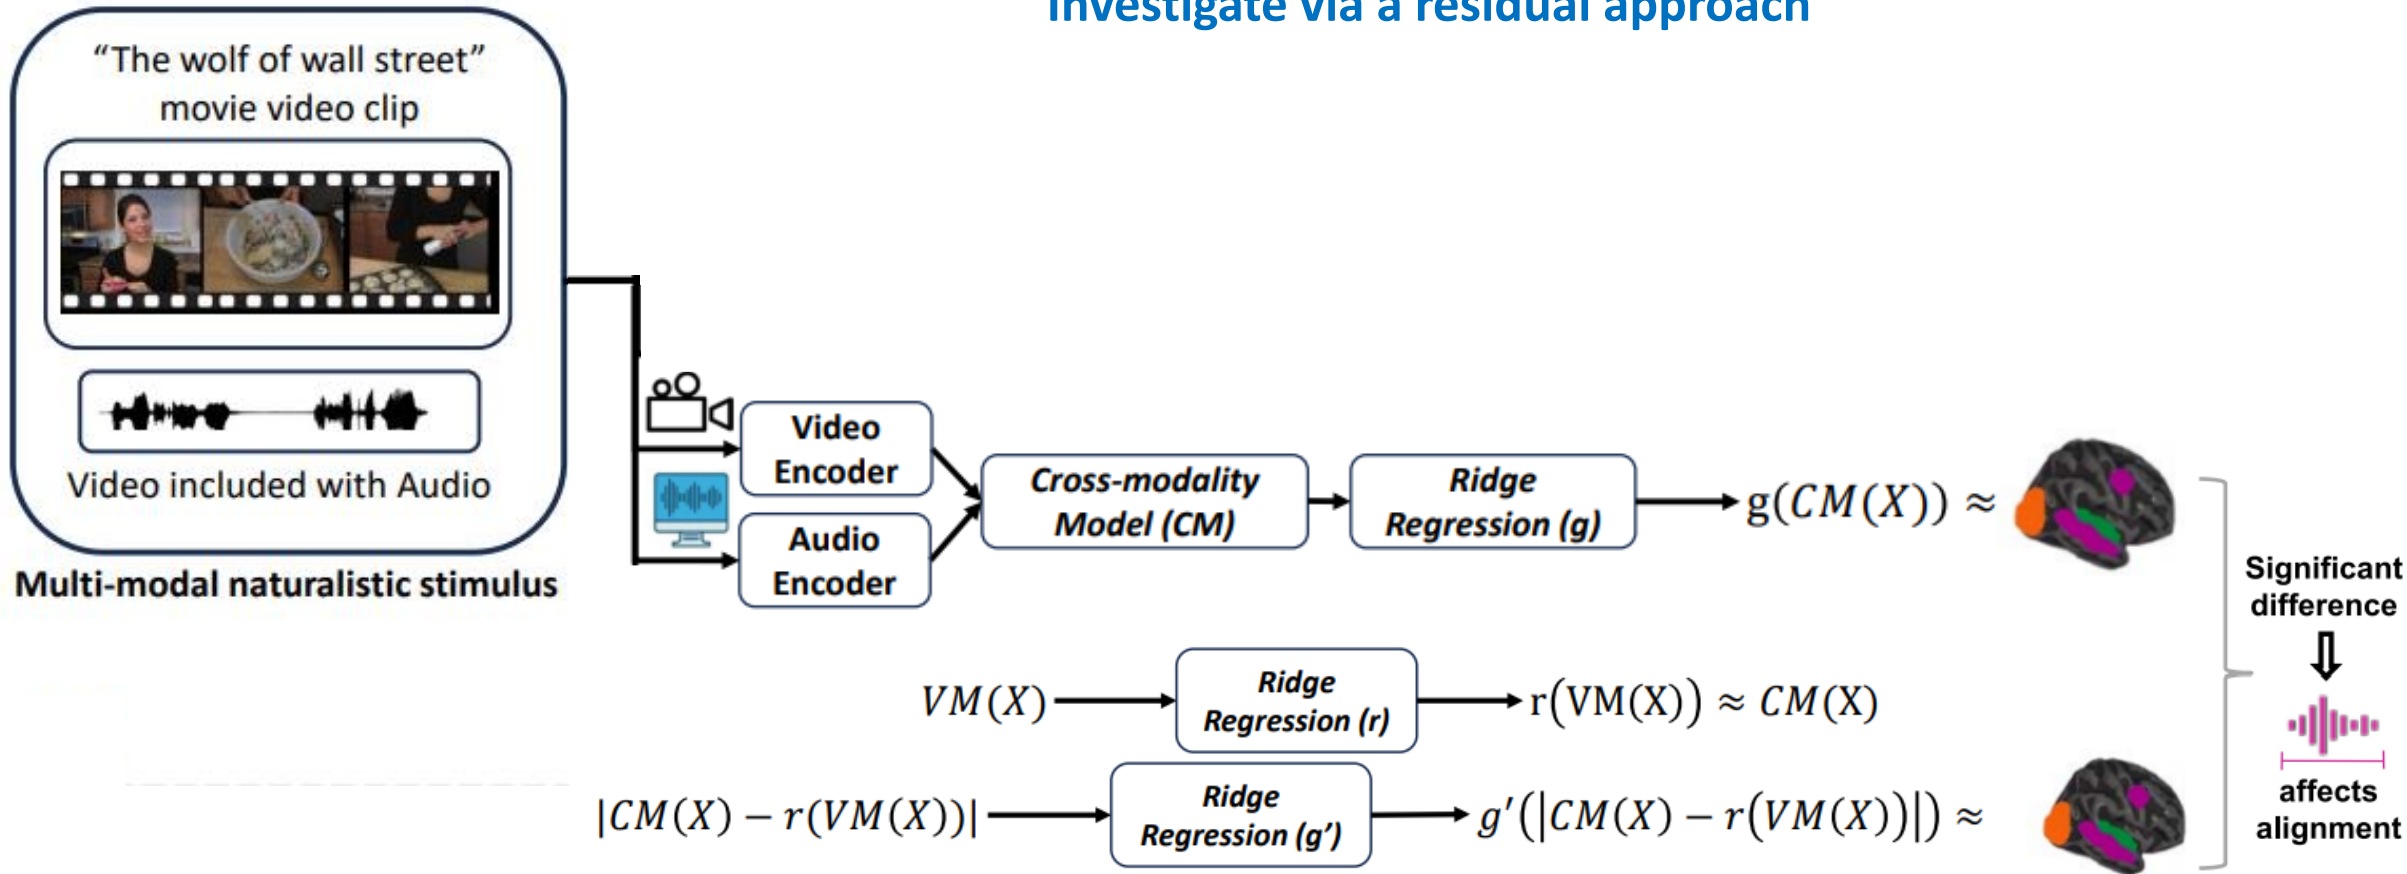 Investigate via a residual approach
“The wolf of wall street”
movie video clip
Video included with Audio
Multi-modal naturalistic stimulus
Video
Encoder
Audio
Encoder
Cross-modality
Model (CM)
Ridge
Regression (g)
g(CM(X)) ≈
Significant
difference
VM(X)
Ridge
Regression (r)
r(VM(X)) ≈ CM(X)
|CM(X) − r(VM(X))|
Ridge
Regression (g’)
g′(|CM(X) − r(VM(X))|) ≈
affects
alignment